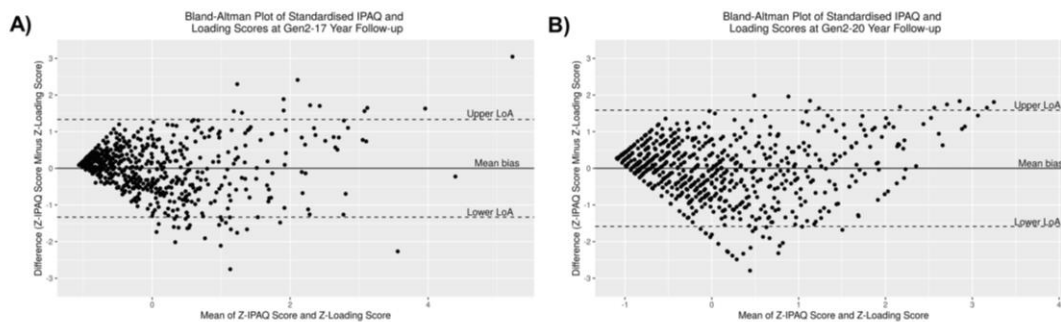 A)
Bland-Altman Plot of Standardised IPAQ and
Loading Scores at Gen2-17 Year Follow-up
Difference (Z-IPAQ Score Minus Z-Loading Score)
3
2
1
0
-1
-2
-3
Upper LoA
Mean bias
Lower LoA
0
2
4
Mean of Z-IPAQ Score and Z-Loading Score
B)
Bland-Altman Plot of Standardised IPAQ and
Loading Scores at Gen2-20 Year Follow-up
Difference (Z-IPAQ Score Minus Z-Loading Score)
3
2
1
0
-1
-2
-3
Upper LoA
Mean bias
Lower LoA
-1
0
1
2
3
4
Mean of Z-IPAQ Score and Z-Loading Score